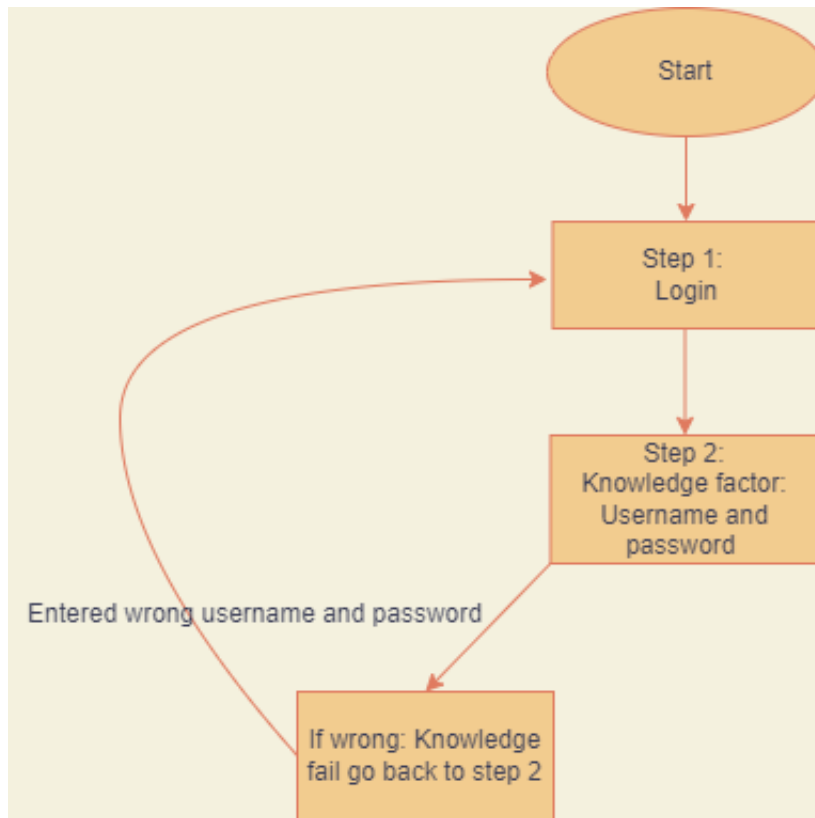 Start
Step 1:
Login
Step 2:
Knowledge factor:
Username and
password
Entered wrong username and password
If wrong: Knowledge
fail go back to step 2